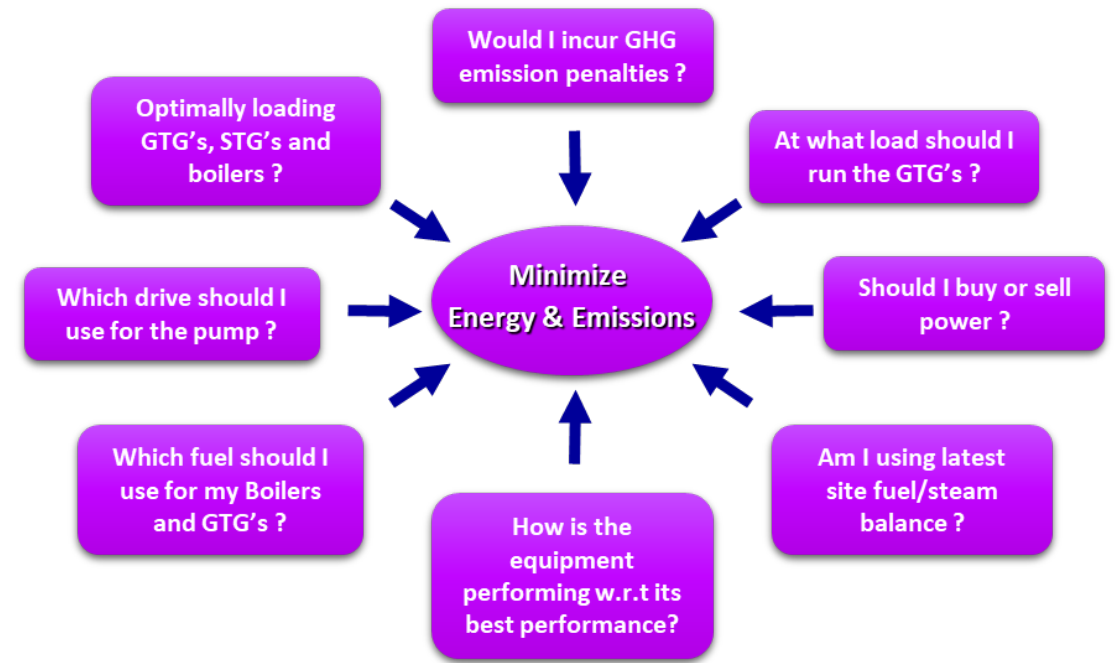 Would I incur GHG
emission penalties ?
Optimally loading
GTG's, STG's and
boilers ?
At what load should I
run the GTG's ?
Which drive should I
use for the pump ?
Minimize
Energy & Emissions
Should I buy or sell
power ?
Which fuel should I
use for my Boilers
and GTG's ?
How is the
equipment
performing w.r.t its
best performance?
Am I using latest
site fuel/steam
balance ?